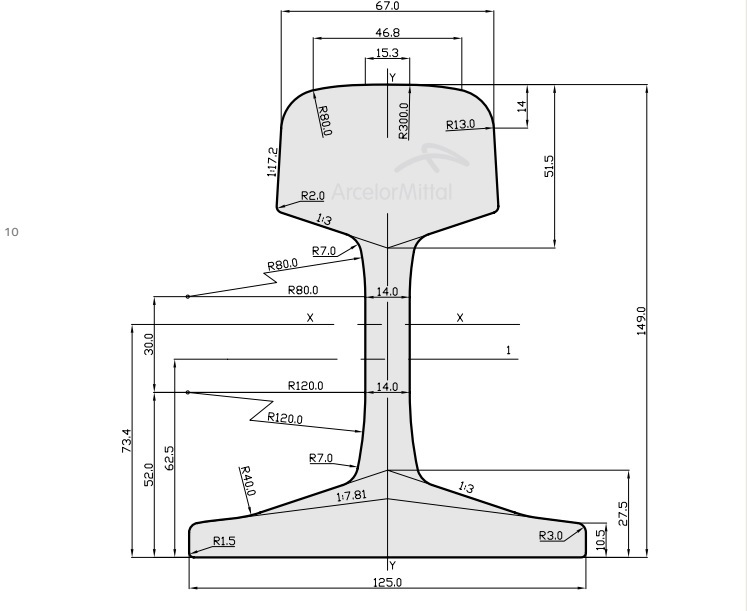 67.0
46.8
15.3
Y
R80.0
R300.0
R13.0
14
51.5
1:17.2
ArcelorMittal
R2.0
1:3
10
R7.0
R80.0
R80.0
14.0
X
X
149.0
30.0
1
R120.0
14.0
R120.0
73.4
52.0
62.5
R7.0
R40.0
1:7.81
1:3
27.5
R1.5
R3.0
10.5
Y
125.0